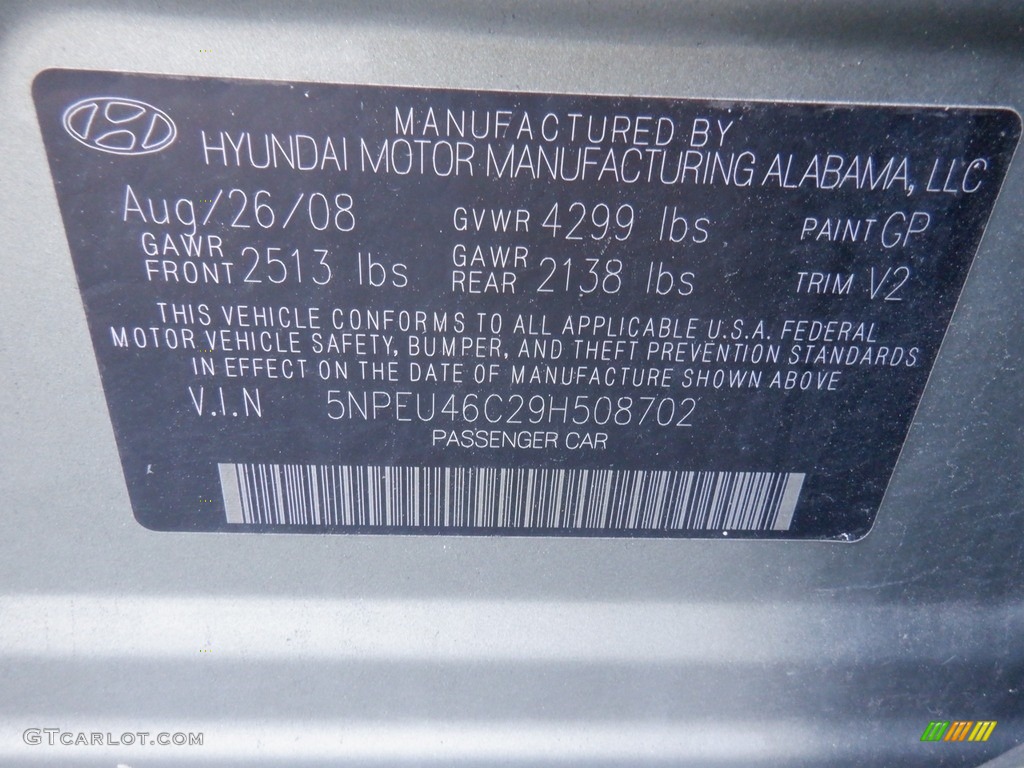 MANUFACTURED BY
HYUNDAI MOTOR MANUFACTURING ALABAMA, LLC
Aug/26/08 GVWR 4299 lbs PAINT GP
GAWR FRONT 2513 lbs GAWR REAR 2138 lbs TRIM V2
THIS VEHICLE CONFORMS TO ALL APPLICABLE U.S.A. FEDERAL
MOTOR VEHICLE SAFETY, BUMPER, AND THEFT PREVENTION STANDARDS
IN EFFECT ON THE DATE OF MANUFACTURE SHOWN ABOVE
V.I.N 5NPEU46C29H508702
PASSENGER CAR
GTCARLOT.COM